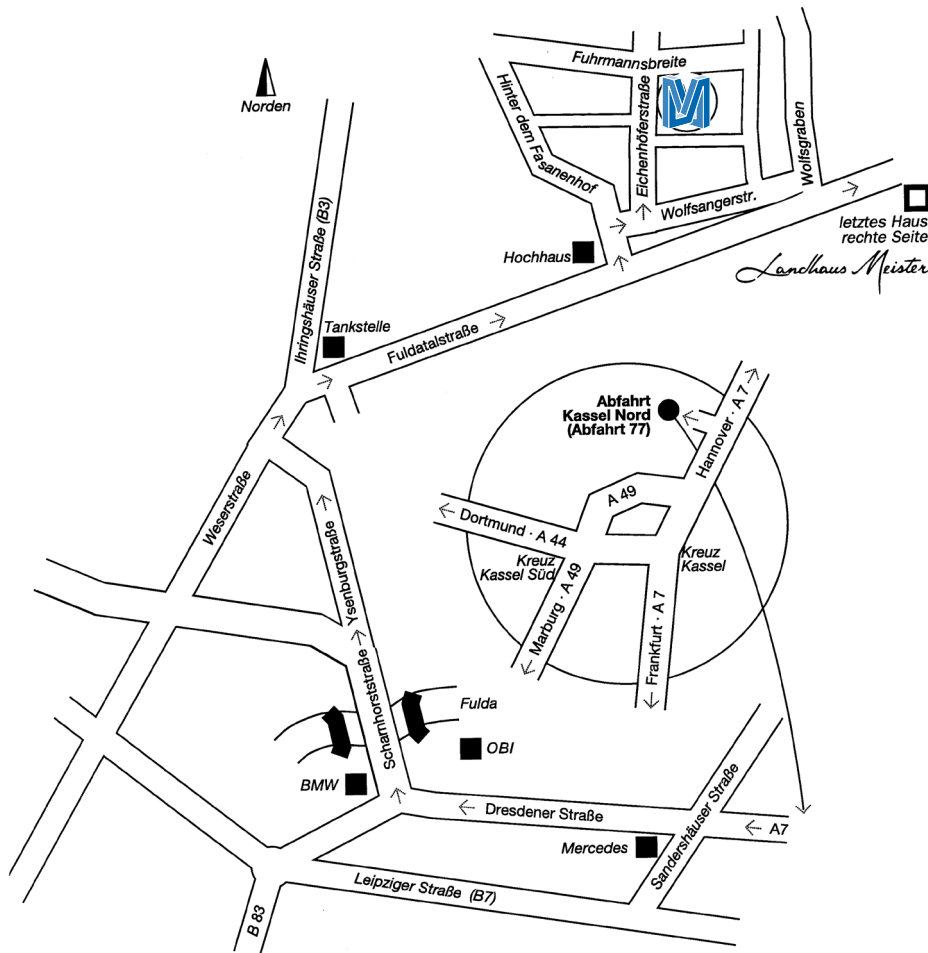 Norden
Fuhrmannsbreite
Hinter dem Fasanenhof
Eichenhöferstraße
Wolfsgraben
Wolfsangerstr.
letztes Haus
rechte Seite
Landhaus Meister
Hochhaus
Ihringshäuser Straße (B3)
Tankstelle
Fuldatalstraße
Abfahrt
Kassel Nord
(Abfahrt 77)
Hannover · A 7
A 49
Dortmund · A 44
Kreuz
Kassel Süd
Kreuz
Kassel
Marburg · A 49
Frankfurt · A 7
Weserstraße
Ysenburgstraße
Scharnhorststraße
Fulda
OBI
BMW
Dresdener Straße
Sandershäuser Straße
A7
Mercedes
Leipziger Straße (B7)
B 83